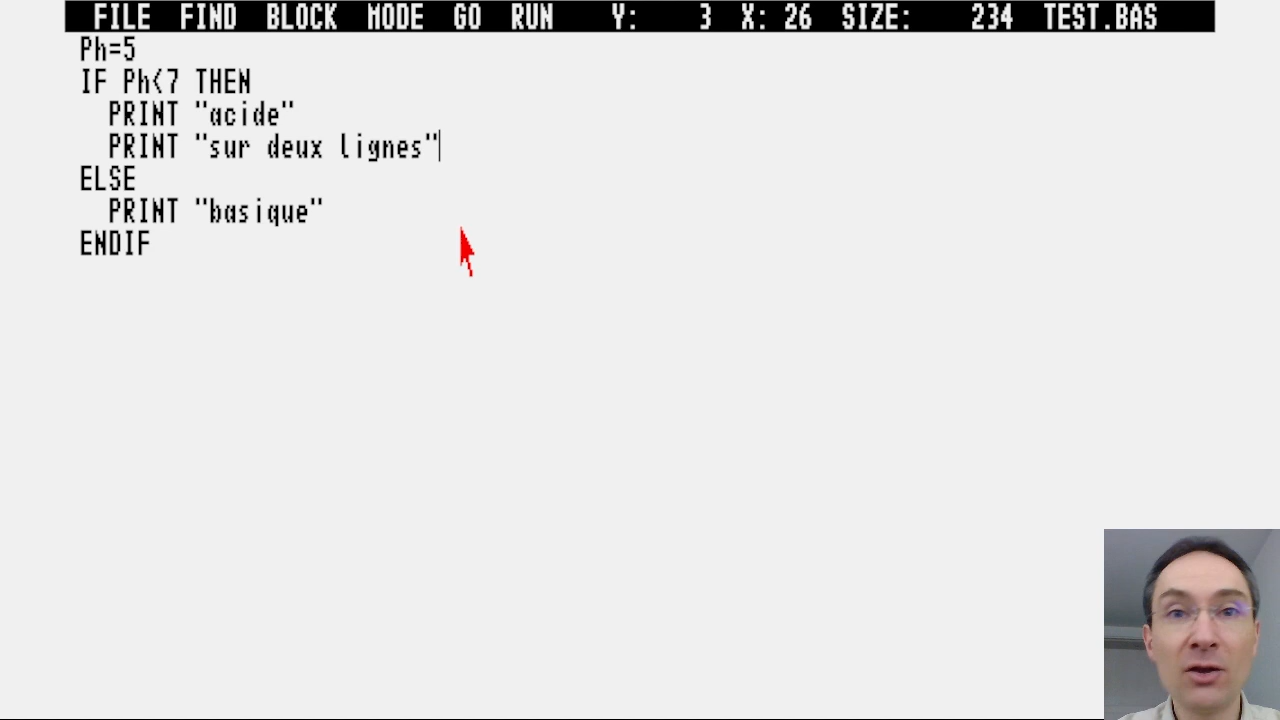 FILE FIND BLOCK MODE GO RUN Y: 3 X: 26 SIZE: 234 TEST.BAS
Ph=5
IF Ph<7 THEN
  PRINT "acide"
  PRINT "sur deux lignes"
ELSE
  PRINT "basique"
ENDIF